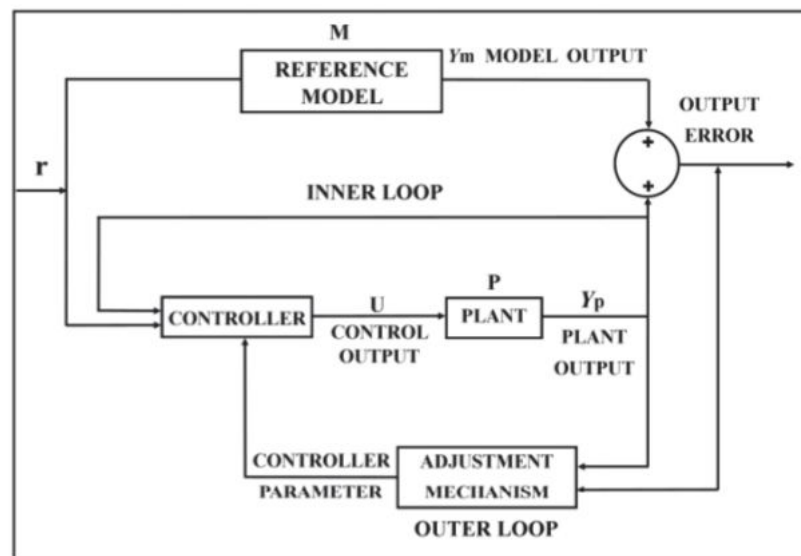 M
REFERENCE
MODEL
Ym MODEL OUTPUT
OUTPUT
ERROR
+
+
r
INNER LOOP
CONTROLLER
U
CONTROL
OUTPUT
P
PLANT
Yp
PLANT
OUTPUT
CONTROLLER
PARAMETER
ADJUSTMENT
MECHANISM
OUTER LOOP